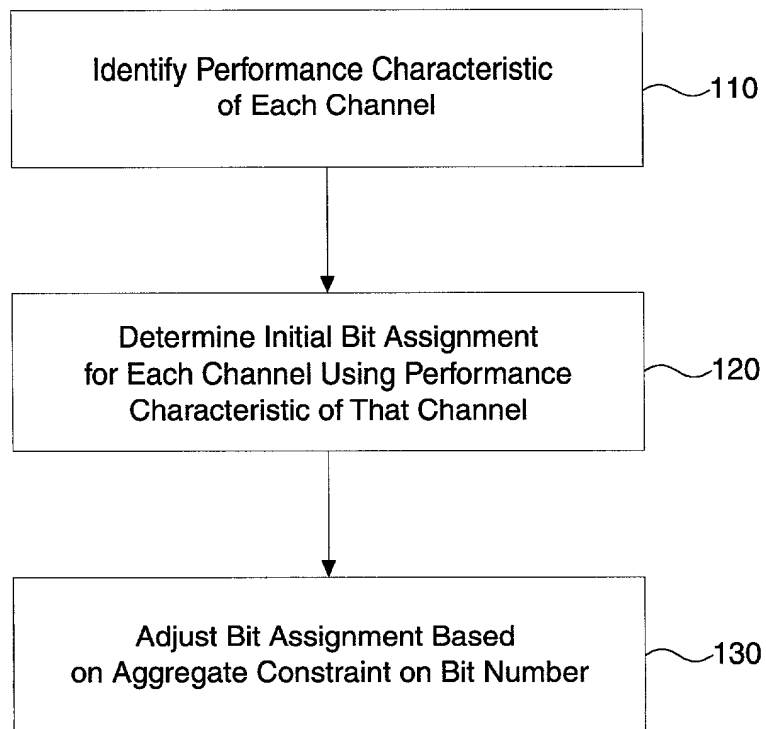 Identify Performance Characteristic
of Each Channel
110
Determine Initial Bit Assignment
for Each Channel Using Performance
Characteristic of That Channel
120
Adjust Bit Assignment Based
on Aggregate Constraint on Bit Number
130